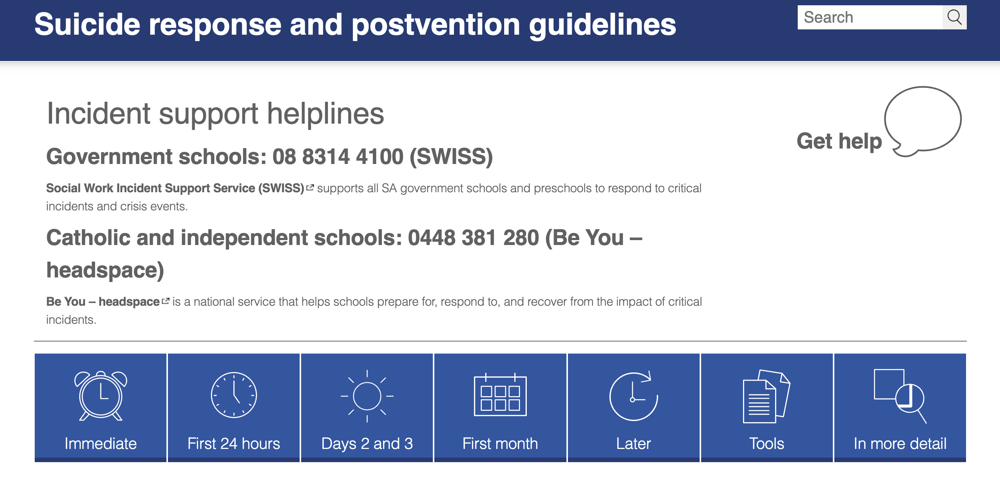 Suicide response and postvention guidelines
Search
Incident support helplines
Get help
Government schools: 08 8314 4100 (SWISS)
Social Work Incident Support Service (SWISS) supports all SA government schools and preschools to respond to critical
incidents and crisis events.
Catholic and independent schools: 0448 381 280 (Be You –
headspace)
Be You – headspace is a national service that helps schools prepare for, respond to, and recover from the impact of critical
incidents.
Immediate
First 24 hours
Days 2 and 3
First month
Later
Tools
In more detail